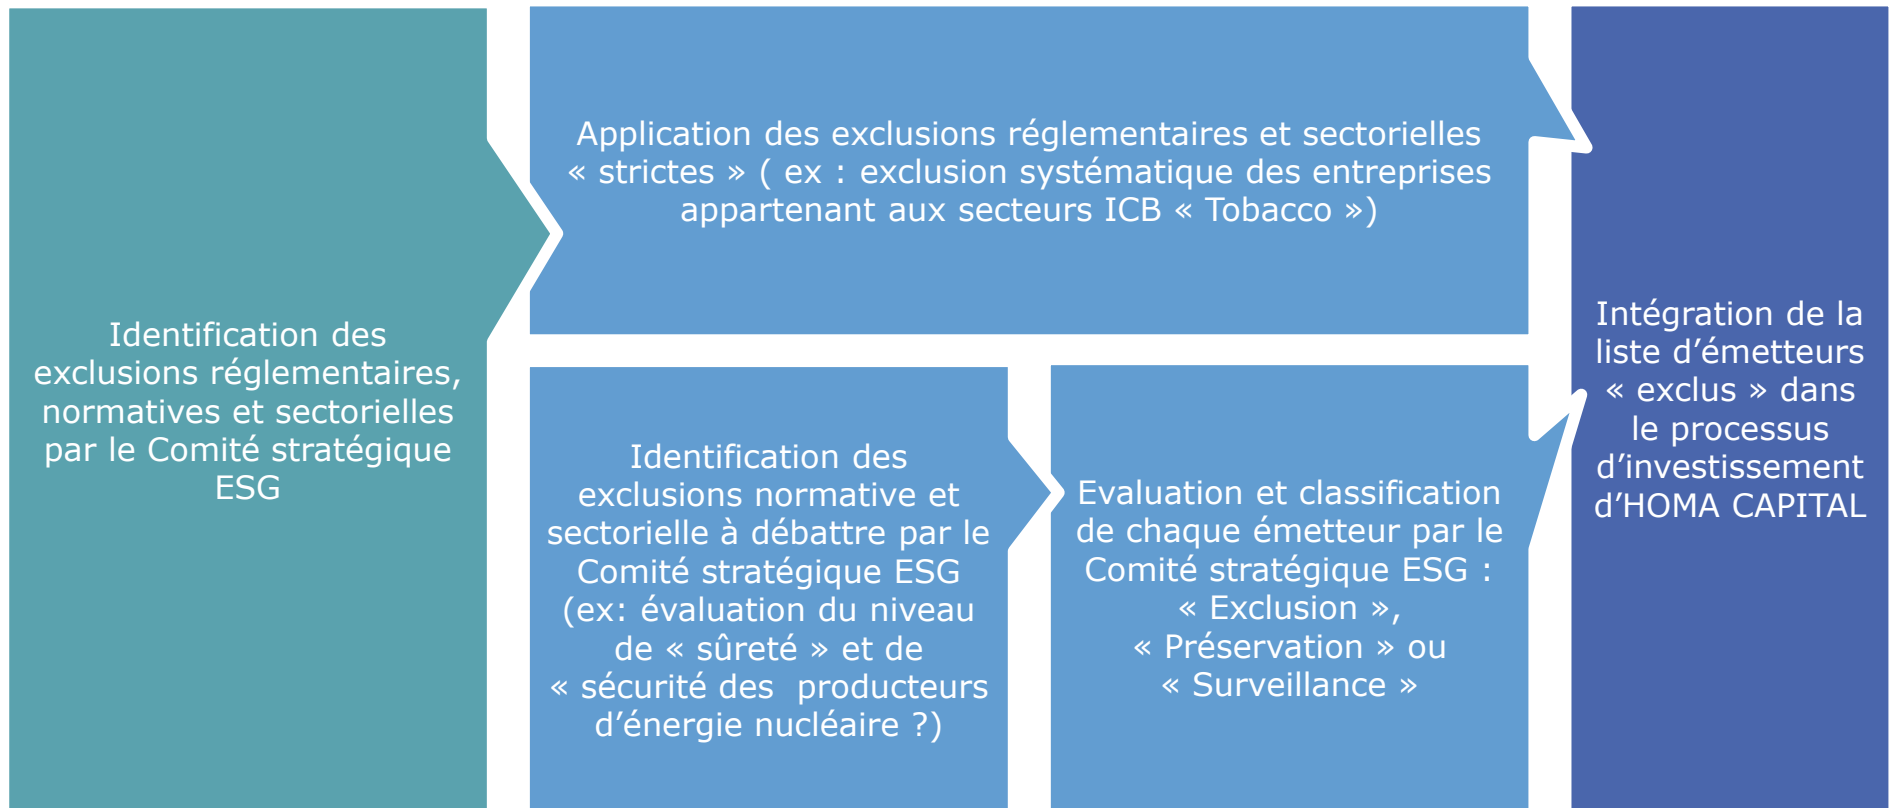 Identification des
exclusions réglementaires,
normatives et sectorielles
par le Comité stratégique
ESG
Application des exclusions réglementaires et sectorielles
« strictes » ( ex : exclusion systématique des entreprises
appartenant aux secteurs ICB « Tobacco »)
Identification des
exclusions normative et
sectorielle à débattre par le
Comité stratégique ESG
(ex: évaluation du niveau
de « sûreté » et de
« sécurité des  producteurs
d’énergie nucléaire ?)
Evaluation et classification
de chaque émetteur par le
Comité stratégique ESG :
« Exclusion »,
« Préservation » ou
« Surveillance »
Intégration de la
liste d’émetteurs
« exclus » dans
le processus
d’investissement
d’HOMA CAPITAL